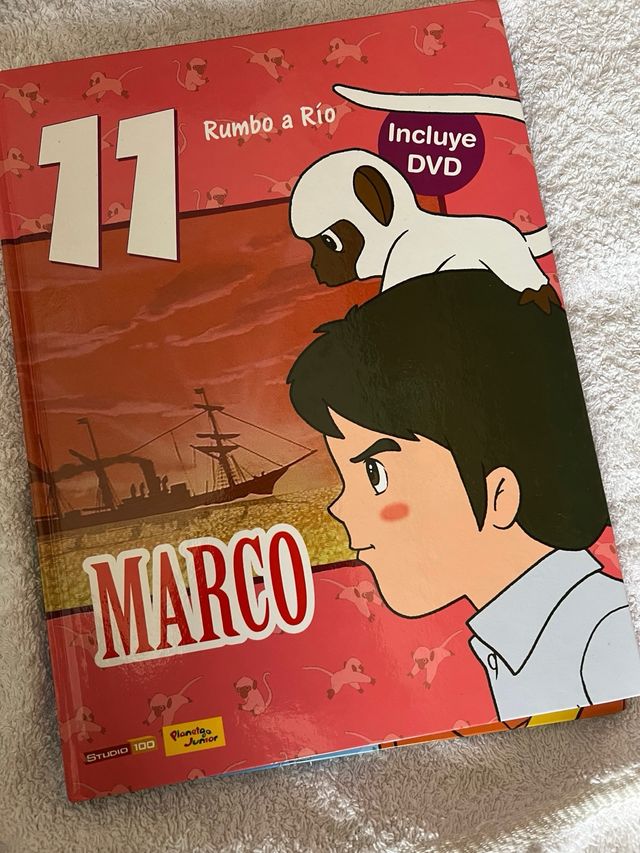 11
Rumbo a Río
Incluye
DVD
MARCO
STUDIO 100
Planeta
Junior